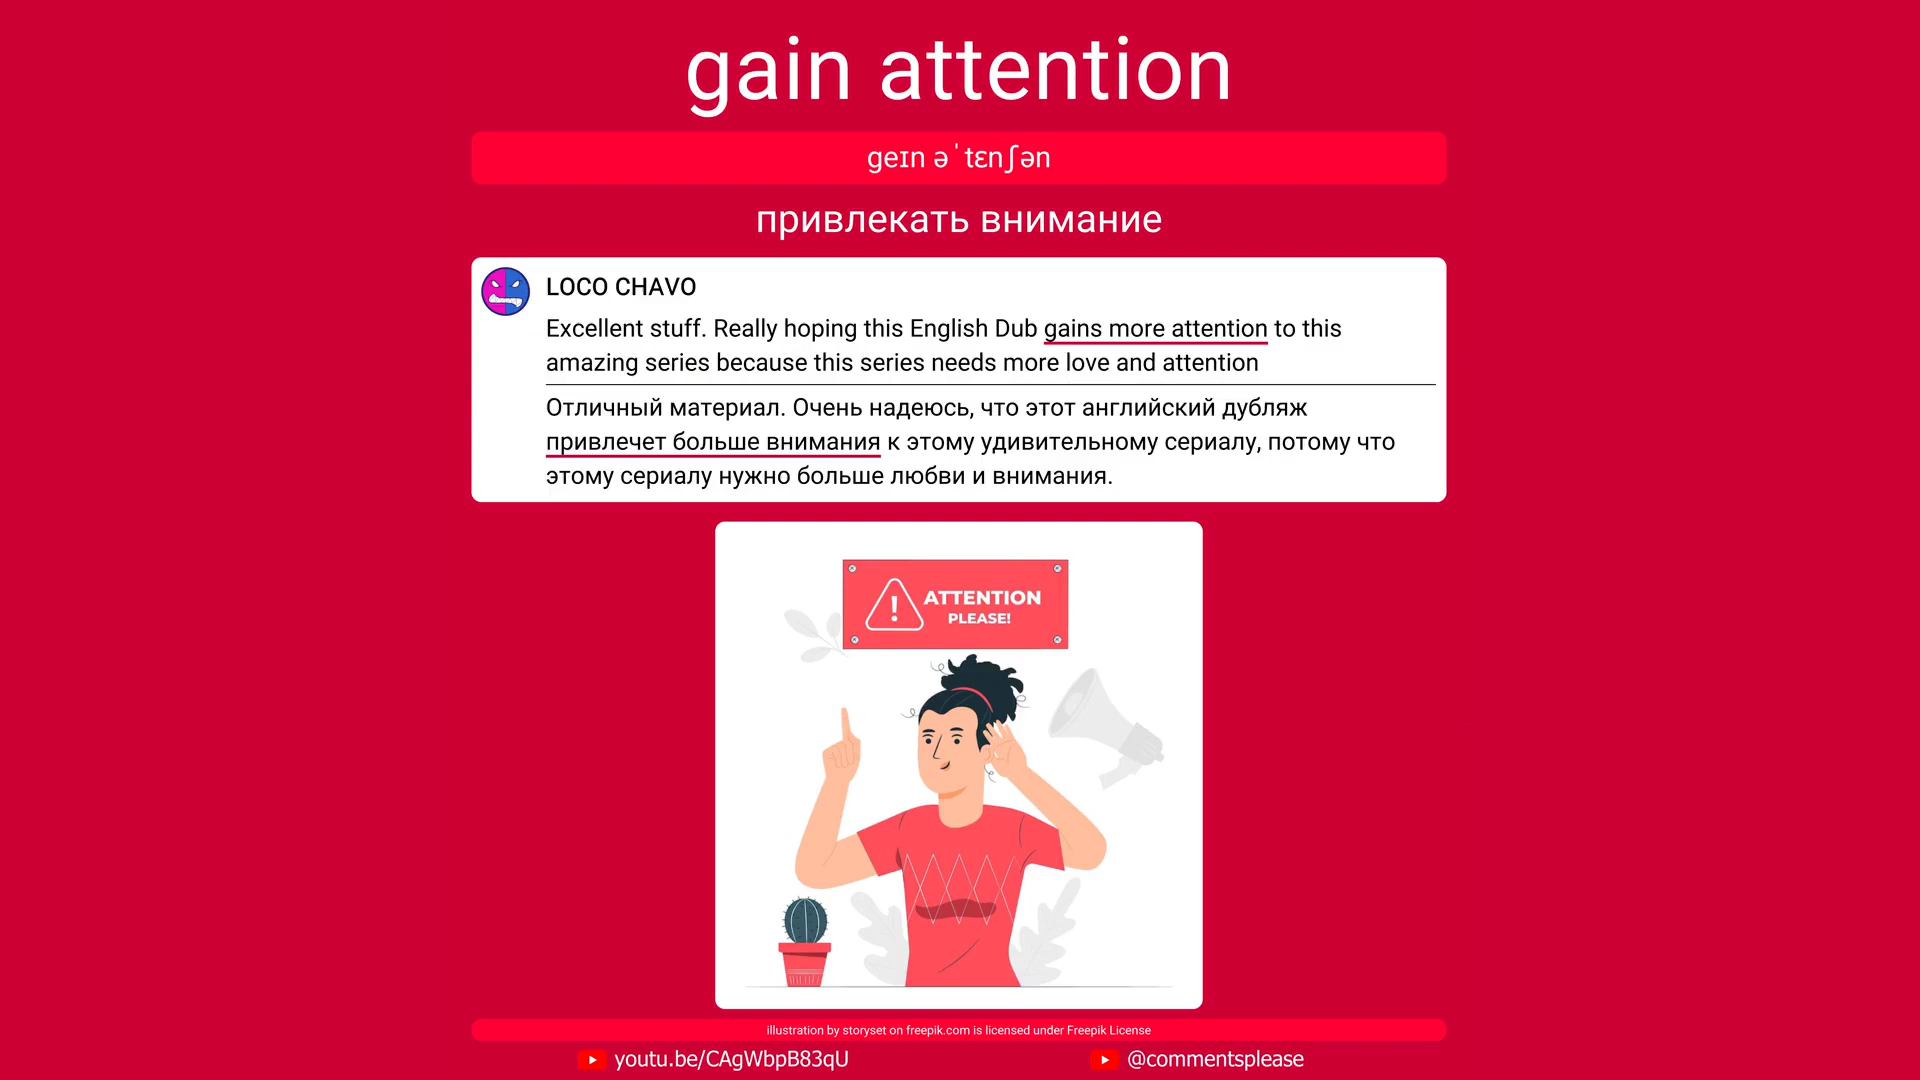 gain attention
geɪn əˈtɛnʃən
привлекать внимание
LOCO CHAVO
Excellent stuff. Really hoping this English Dub gains more attention to this
amazing series because this series needs more love and attention
Отличный материал. Очень надеюсь, что этот английский дубляж
привлечет больше внимания к этому удивительному сериалу, потому что
этому сериалу нужно больше любви и внимания.
ATTENTION
PLEASE!
illustration by storyset on freepik.com is licensed under Freepik License
youtu.be/CAgWbpB83qU
@commentsplease